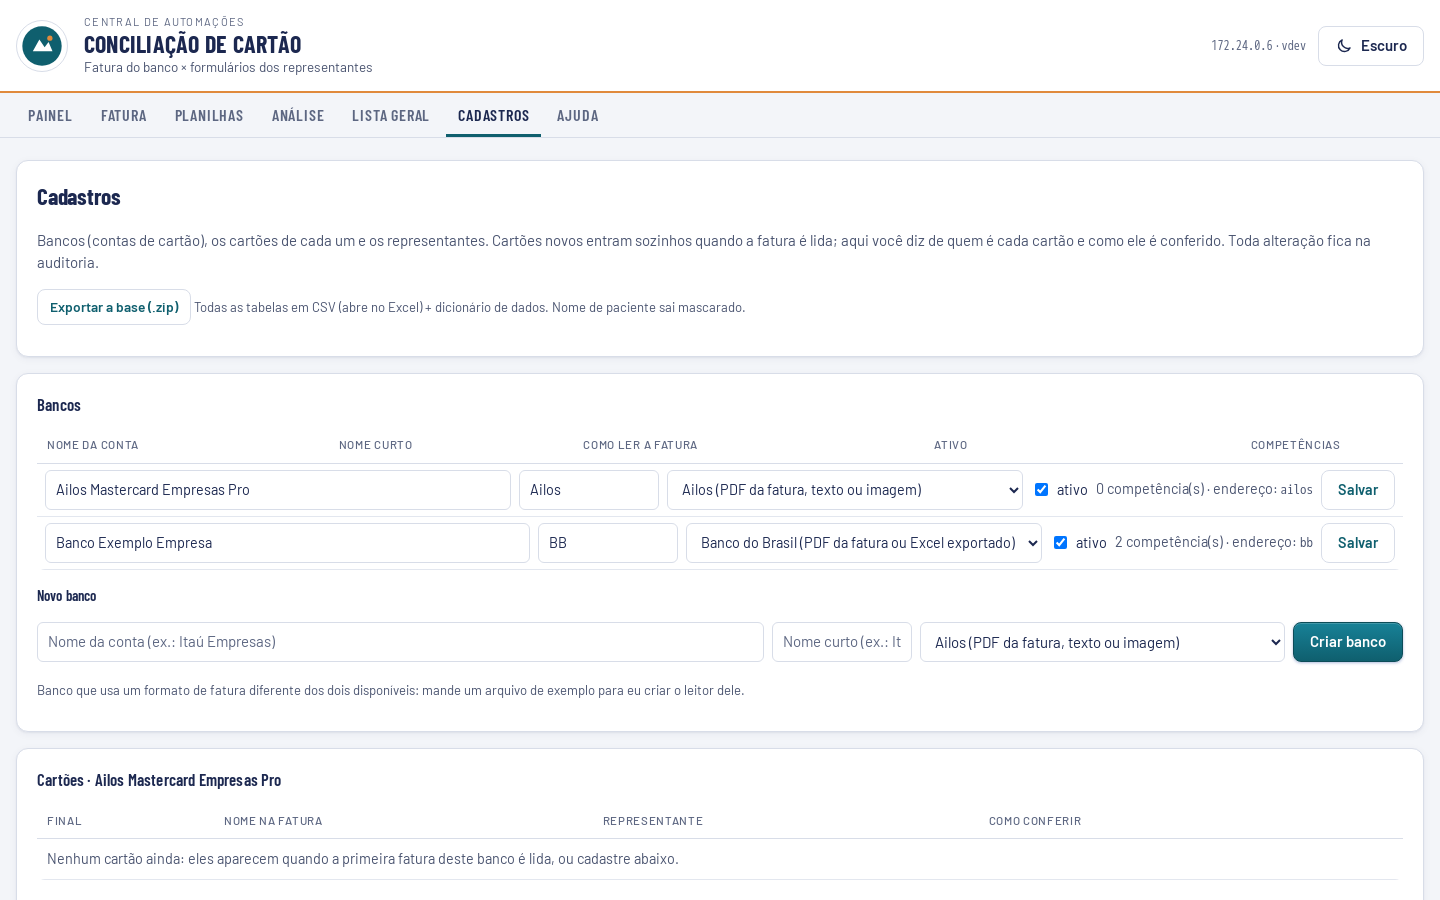 CENTRAL DE AUTOMAÇÕES
CONCILIAÇÃO DE CARTÃO
Fatura do banco × formulários dos representantes
172.24.0.6 · vdev
Escuro
PAINEL FATURA PLANILHAS ANÁLISE LISTA GERAL CADASTROS AJUDA
Cadastros
Bancos (contas de cartão), os cartões de cada um e os representantes. Cartões novos entram sozinhos quando a fatura é lida; aqui você diz de quem é cada cartão e como ele é conferido. Toda alteração fica na
auditoria.
Exportar a base (.zip) Todas as tabelas em CSV (abre no Excel) + dicionário de dados. Nome de paciente sai mascarado.
Bancos
NOME DA CONTA NOME CURTO COMO LER A FATURA ATIVO COMPETÊNCIAS
Ailos Mastercard Empresas Pro Ailos Ailos (PDF da fatura, texto ou imagem) ativo 0 competência(s) · endereço: ailos Salvar
Banco Exemplo Empresa BB Banco do Brasil (PDF da fatura ou Excel exportado) ativo 2 competência(s) · endereço: bb Salvar
Novo banco
Nome da conta (ex.: Itaú Empresas) Nome curto (ex.: It Ailos (PDF da fatura, texto ou imagem) Criar banco
Banco que usa um formato de fatura diferente dos dois disponíveis: mande um arquivo de exemplo para eu criar o leitor dele.
Cartões · Ailos Mastercard Empresas Pro
FINAL NOME NA FATURA REPRESENTANTE COMO CONFERIR
Nenhum cartão ainda: eles aparecem quando a primeira fatura deste banco é lida, ou cadastre abaixo.